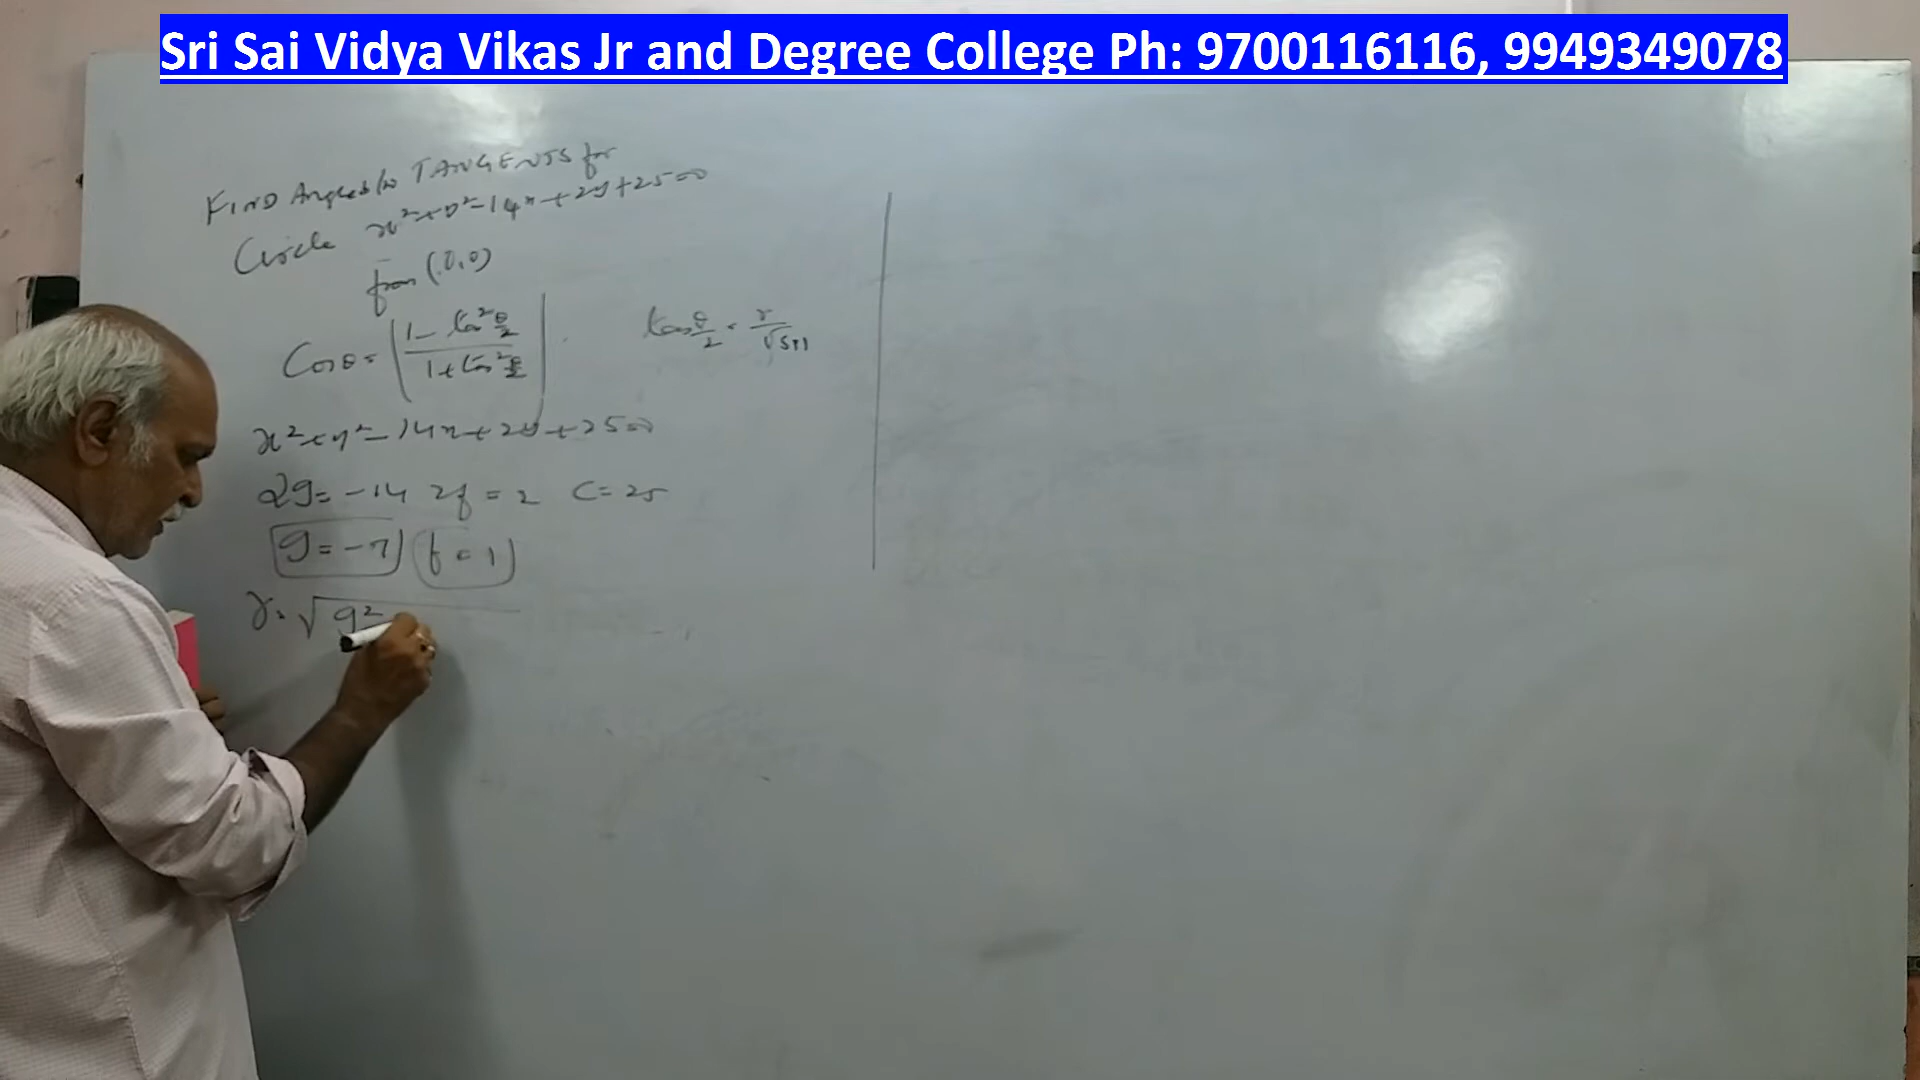 Sri Sai Vidya Vikas Jr and Degree College Ph: 9700116116, 9949349078
FIND Angle b/w TANGENTS for
Circle x²+y²-14x+2y+25=0
from (0,0)
Cosθ = |1-tan²θ/2 / 1+tan²θ/2| tanθ/2 = r/√S11
x²+y²-14x+2y+25=0
2g=-14 2f=2 C=25
g=-7 f=1
r=√g²